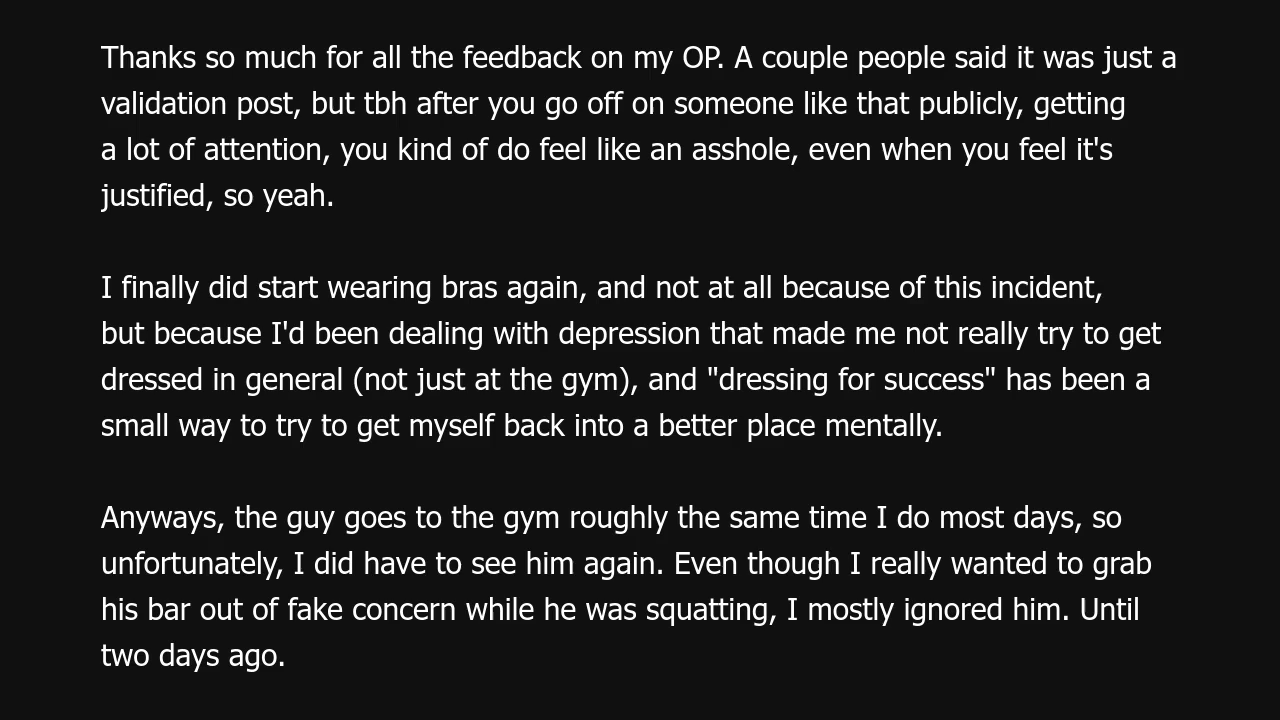 Thanks so much for all the feedback on my OP. A couple people said it was just a
validation post, but tbh after you go off on someone like that publicly, getting
a lot of attention, you kind of do feel like an asshole, even when you feel it's
justified, so yeah.
I finally did start wearing bras again, and not at all because of this incident,
but because I'd been dealing with depression that made me not really try to get
dressed in general (not just at the gym), and "dressing for success" has been a
small way to try to get myself back into a better place mentally.
Anyways, the guy goes to the gym roughly the same time I do most days, so
unfortunately, I did have to see him again. Even though I really wanted to grab
his bar out of fake concern while he was squatting, I mostly ignored him. Until
two days ago.